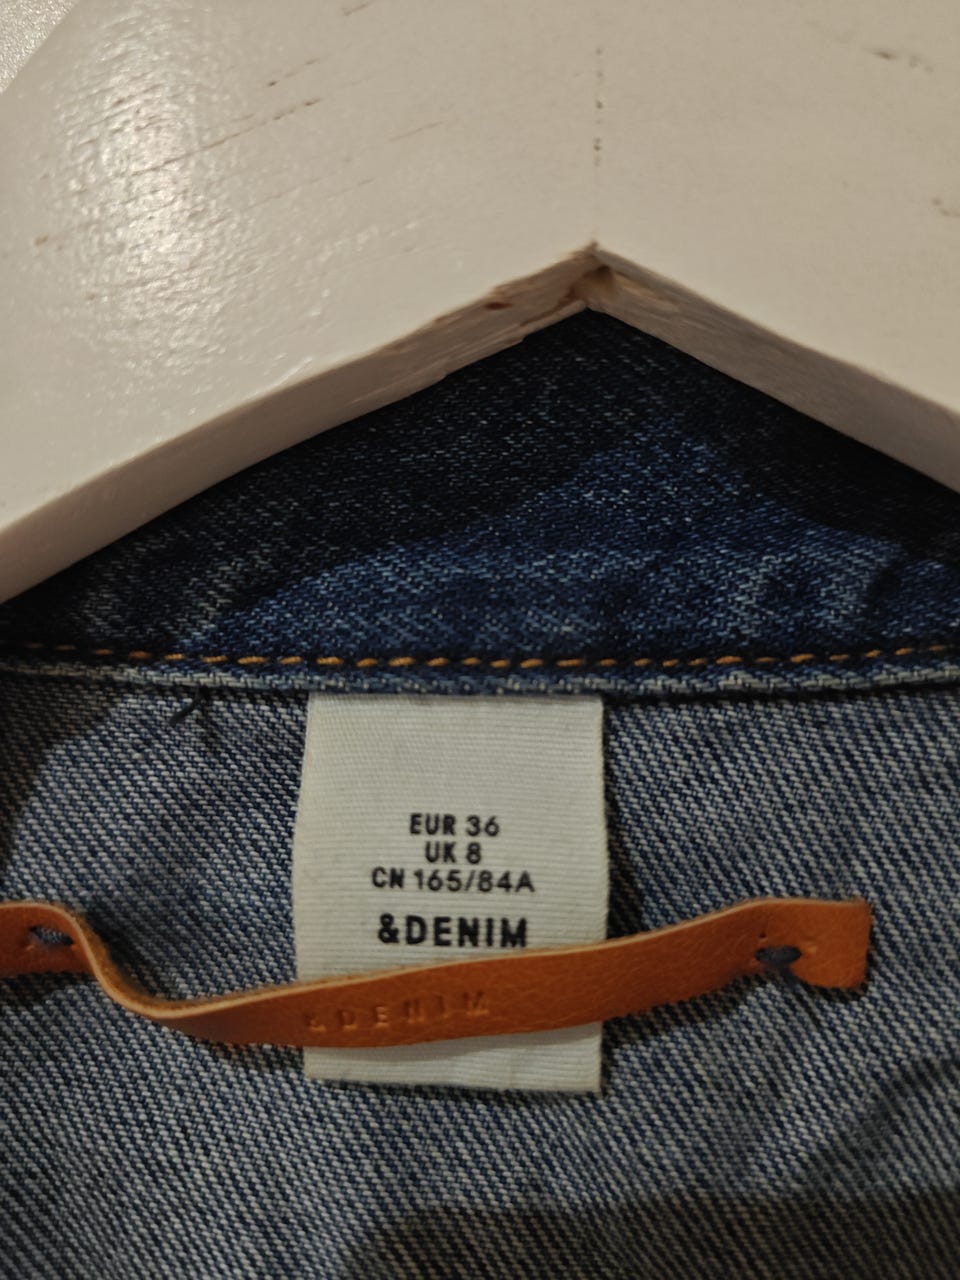 EUR 36
UK 8
CN 165/84A
&DENIM
&DENIM